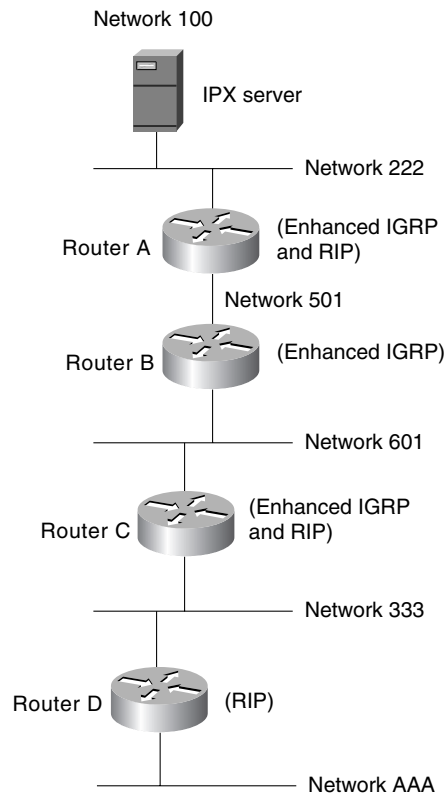 Network 100
IPX server
Network 222
Router A
(Enhanced IGRP
and RIP)
Network 501
Router B
(Enhanced IGRP)
Network 601
Router C
(Enhanced IGRP
and RIP)
Network 333
Router D
(RIP)
Network AAA